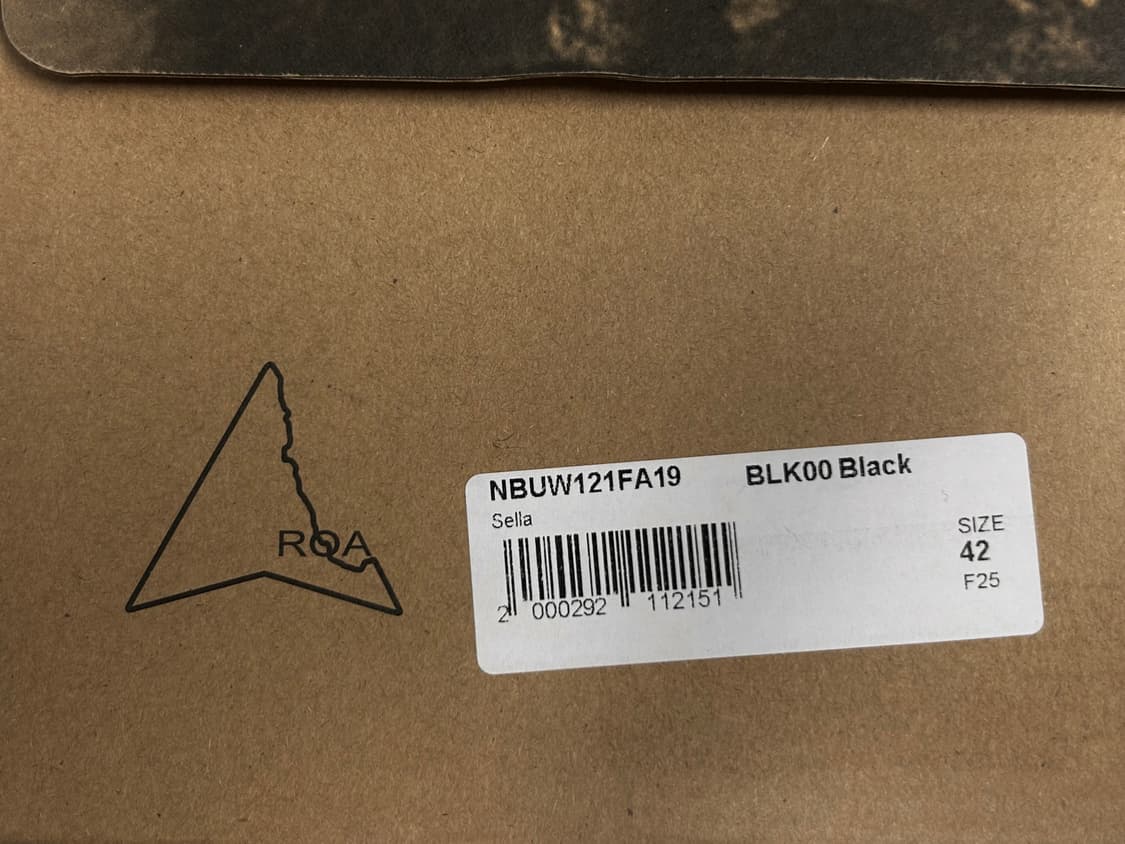 ROA
NBUW121FA19 BLK00 Black
Sella
SIZE
42
F25
2 000292 112151